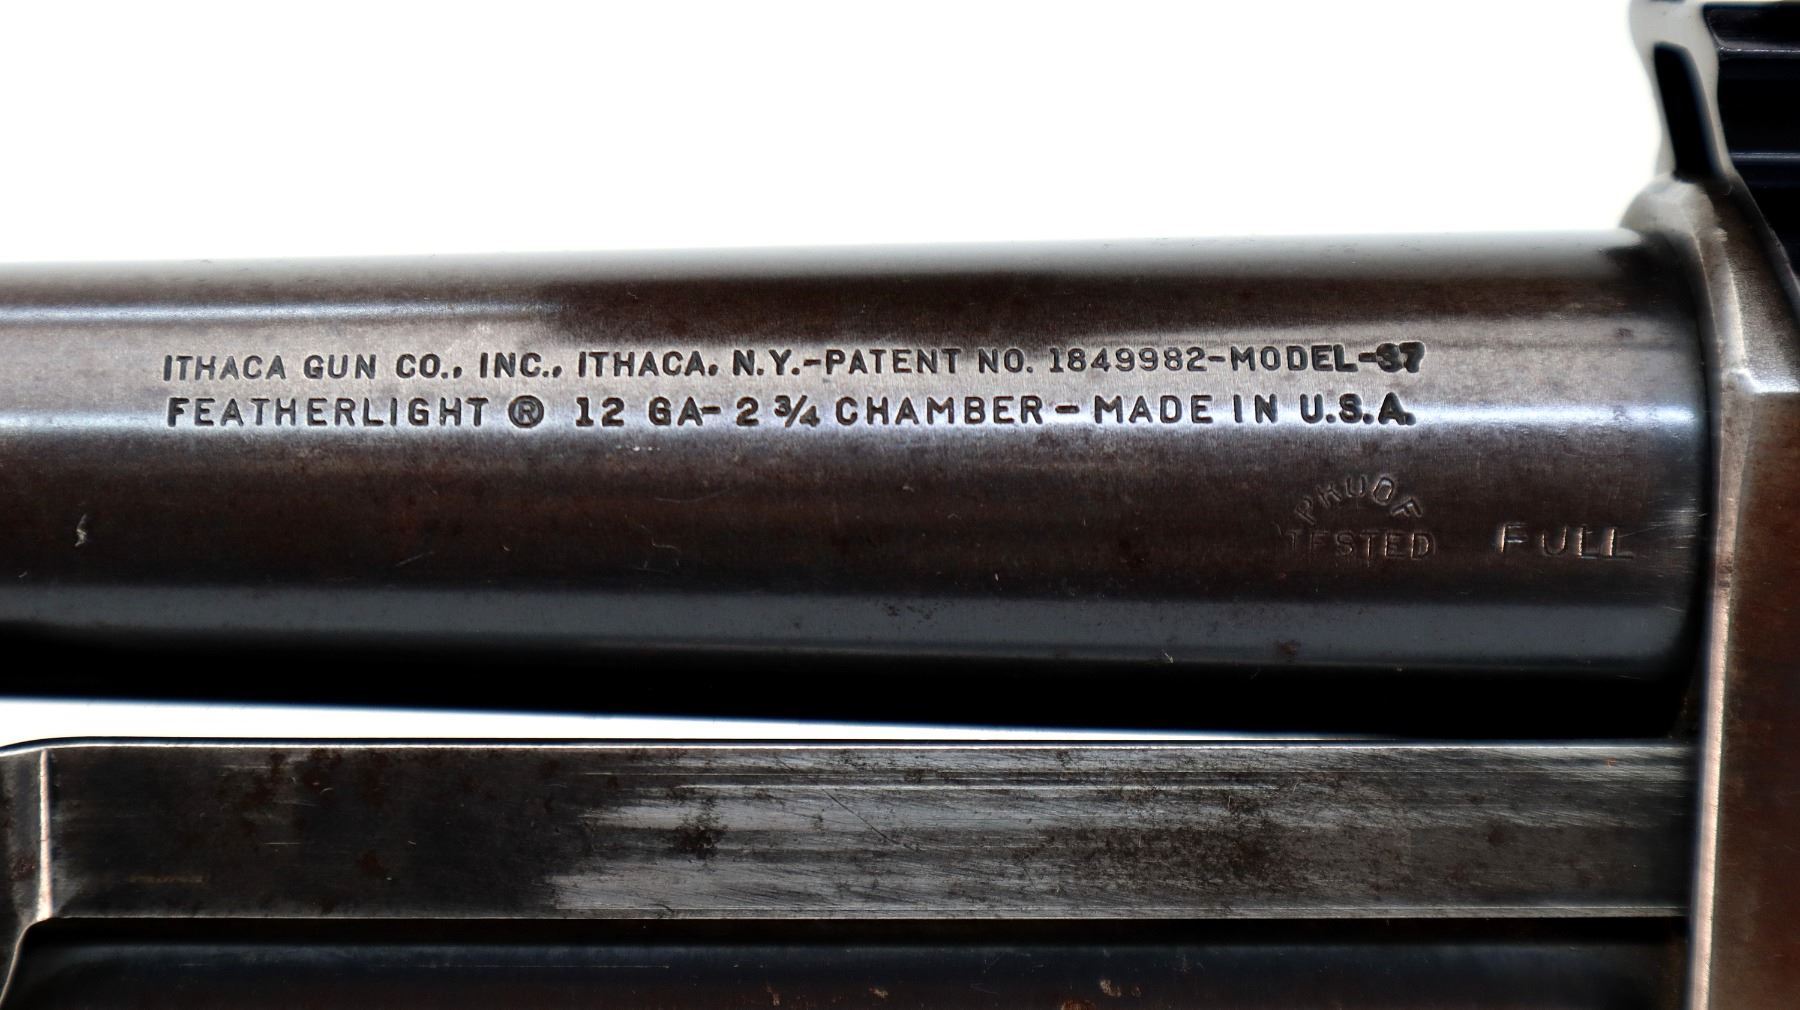 ITHACA GUN CO., INC., ITHACA, N.Y.-PATENT NO. 1849982-MODEL-37
FEATHERLIGHT ® 12 GA- 2 3/4 CHAMBER - MADE IN U.S.A.
PROOF
TESTED FULL